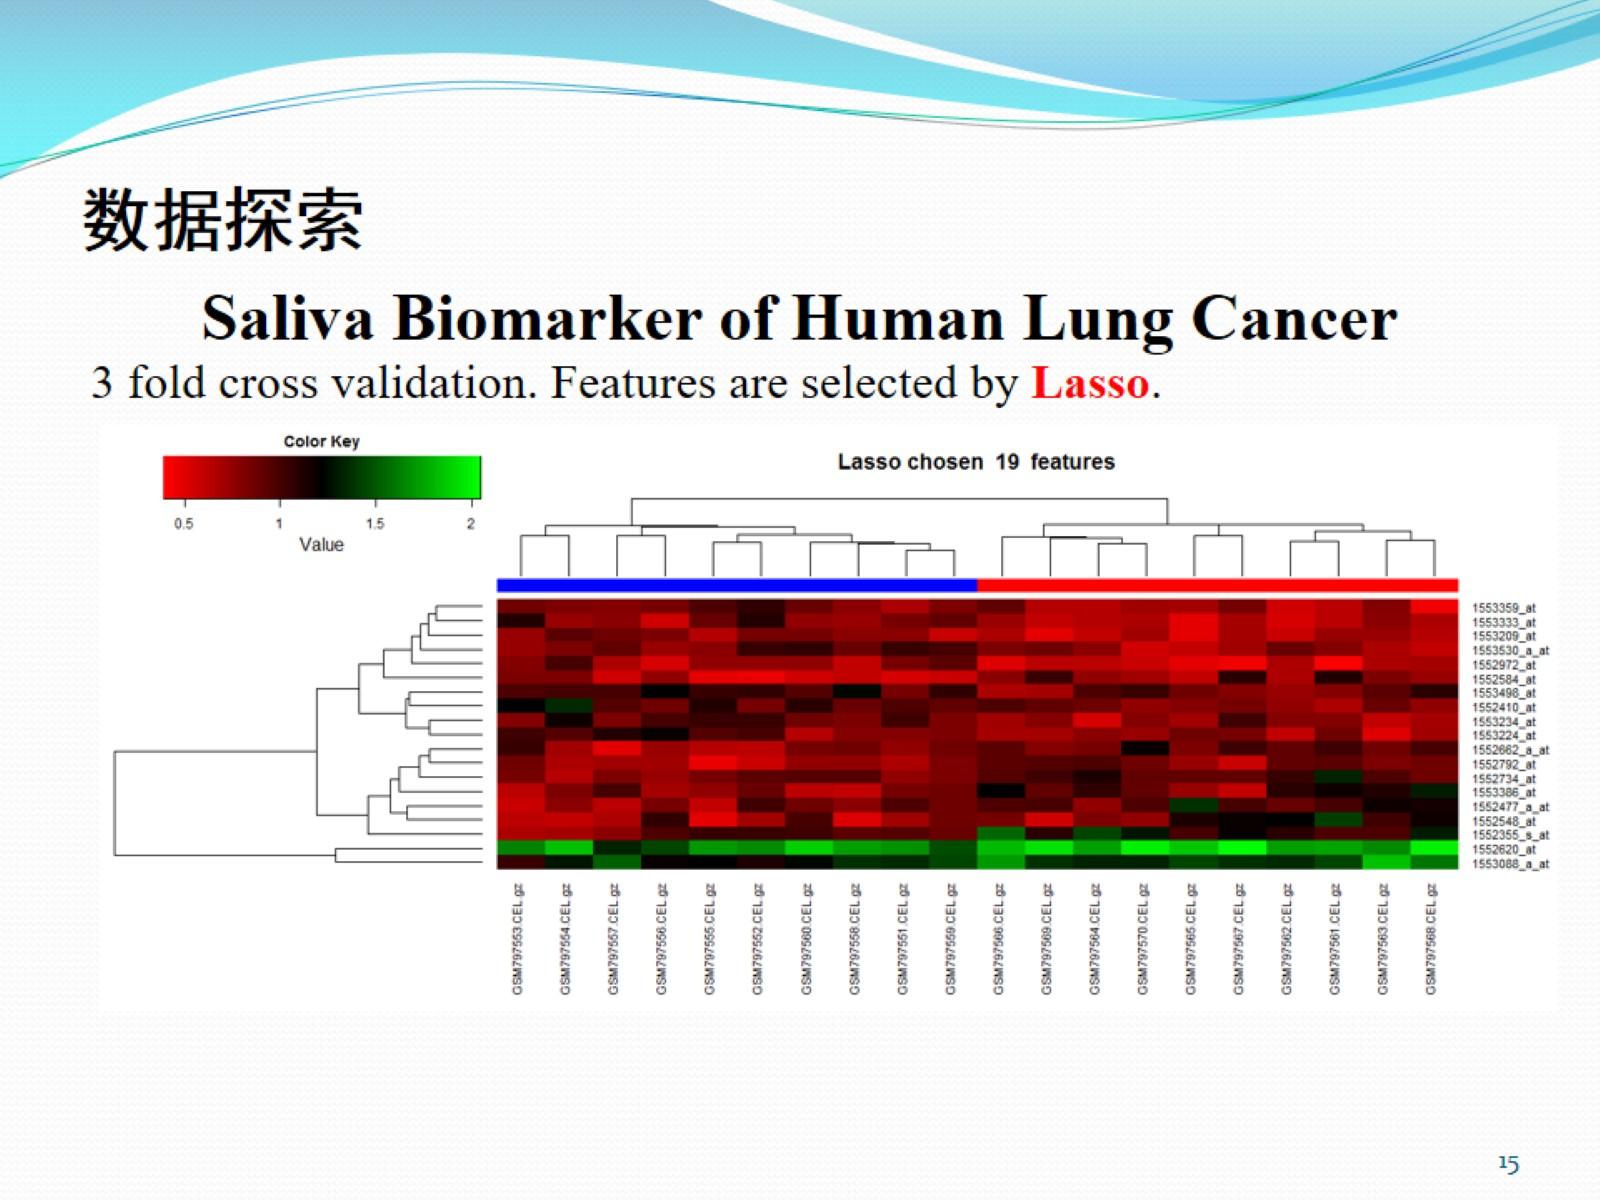 数据探索
Saliva Biomarker of Human Lung Cancer
3 fold cross validation. Features are selected by Lasso.
Color Key
0.5 1 1.5 2
Value
Lasso chosen 19 features
1553359_at
1553333_at
1553209_at
1553530_a_at
1552972_at
1552584_at
1553498_at
1552410_at
1553234_at
1553224_at
1552662_a_at
1552792_at
1552734_at
1553386_at
1552477_a_at
1552548_at
1552355_s_at
1552620_at
1553088_a_at
GSM797553.CEL.gz
GSM797554.CEL.gz
GSM797557.CEL.gz
GSM797556.CEL.gz
GSM797555.CEL.gz
GSM797552.CEL.gz
GSM797560.CEL.gz
GSM797558.CEL.gz
GSM797551.CEL.gz
GSM797559.CEL.gz
GSM797566.CEL.gz
GSM797569.CEL.gz
GSM797564.CEL.gz
GSM797570.CEL.gz
GSM797565.CEL.gz
GSM797567.CEL.gz
GSM797562.CEL.gz
GSM797561.CEL.gz
GSM797563.CEL.gz
GSM797568.CEL.gz
15